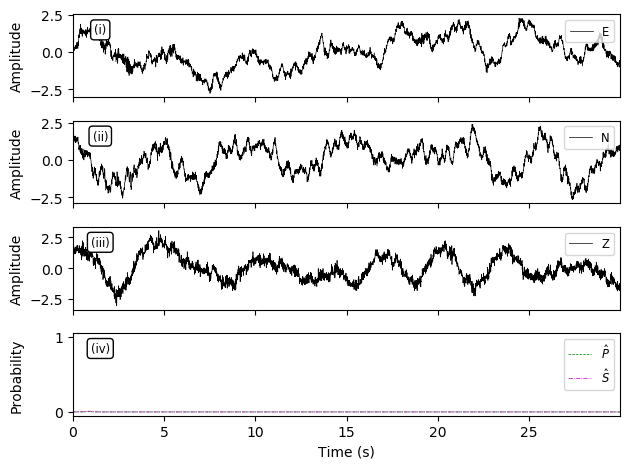 2.5
0.0
−2.5
Amplitude
(i)
E
2.5
0.0
−2.5
Amplitude
(ii)
N
2.5
0.0
−2.5
Amplitude
(iii)
Z
1
0
Probability
(iv)
P̂
Ŝ
0 5 10 15 20 25
Time (s)